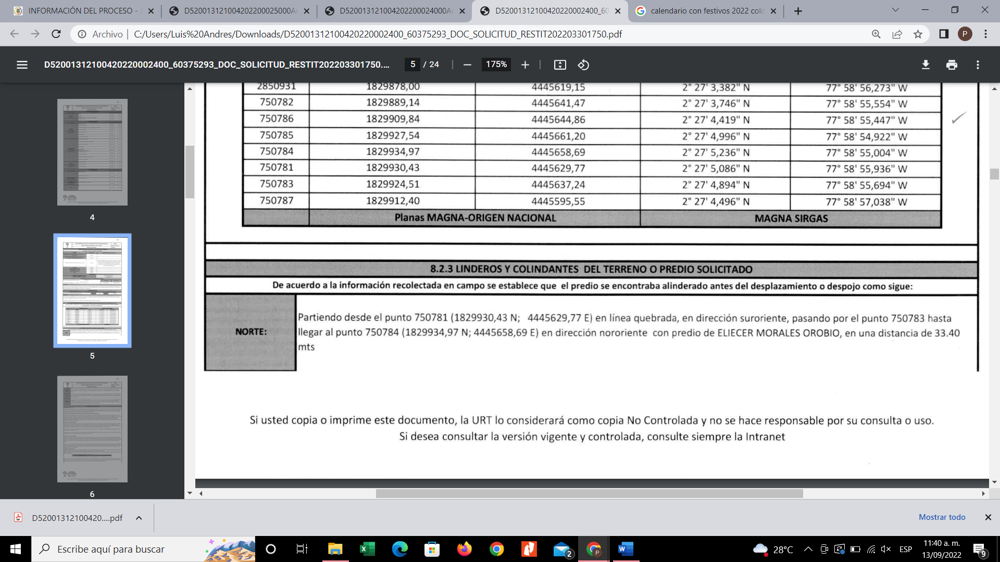 INFORMACIÓN DEL PROCESO - J
D520013121004202200025000Au
D520013121004202200024000Au
D52001312100420220002400_60
calendario con festivos 2022 colo
Archivo
C:/Users/Luis%20Andres/Downloads/D52001312100420220002400_60375293_DOC_SOLICITUD_RESTIT202203301750.pdf
P
D52001312100420220002400_60375293_DOC_SOLICITUD_RESTIT202203301750....
5 / 24
175%
2850931 1829878,00 4445619,15 2° 27' 3,382" N 77° 58' 56,273" W
750782 1829889,14 4445641,47 2° 27' 3,746" N 77° 58' 55,554" W
750786 1829909,84 4445644,86 2° 27' 4,419" N 77° 58' 55,447" W
750785 1829927,54 4445661,20 2° 27' 4,996" N 77° 58' 54,922" W
750784 1829934,97 4445658,69 2° 27' 5,236" N 77° 58' 55,004" W
750781 1829930,43 4445629,77 2° 27' 5,086" N 77° 58' 55,936" W
750783 1829924,51 4445637,24 2° 27' 4,894" N 77° 58' 55,694" W
750787 1829912,40 4445595,55 2° 27' 4,496" N 77° 58' 57,038" W
Planas MAGNA-ORIGEN NACIONAL MAGNA SIRGAS
8.2.3 LINDEROS Y COLINDANTES DEL TERRENO O PREDIO SOLICITADO
De acuerdo a la información recolectada en campo se establece que el predio se encontraba alinderado antes del desplazamiento o despojo como sigue:
NORTE:
Partiendo desde el punto 750781 (1829930,43 N; 4445629,77 E) en línea quebrada, en dirección suroriente, pasando por el punto 750783 hasta
llegar al punto 750784 (1829934,97 N; 4445658,69 E) en dirección nororiente con predio de ELIECER MORALES OROBIO, en una distancia de 33.40
mts
Si usted copia o imprime este documento, la URT lo considerará como copia No Controlada y no se hace responsable por su consulta o uso.
Si desea consultar la versión vigente y controlada, consulte siempre la Intranet
4
5
6
D52001312100420....pdf
Mostrar todo
Escribe aquí para buscar
2
P
28°C
ESP
11:40 a. m.
13/09/2022
9